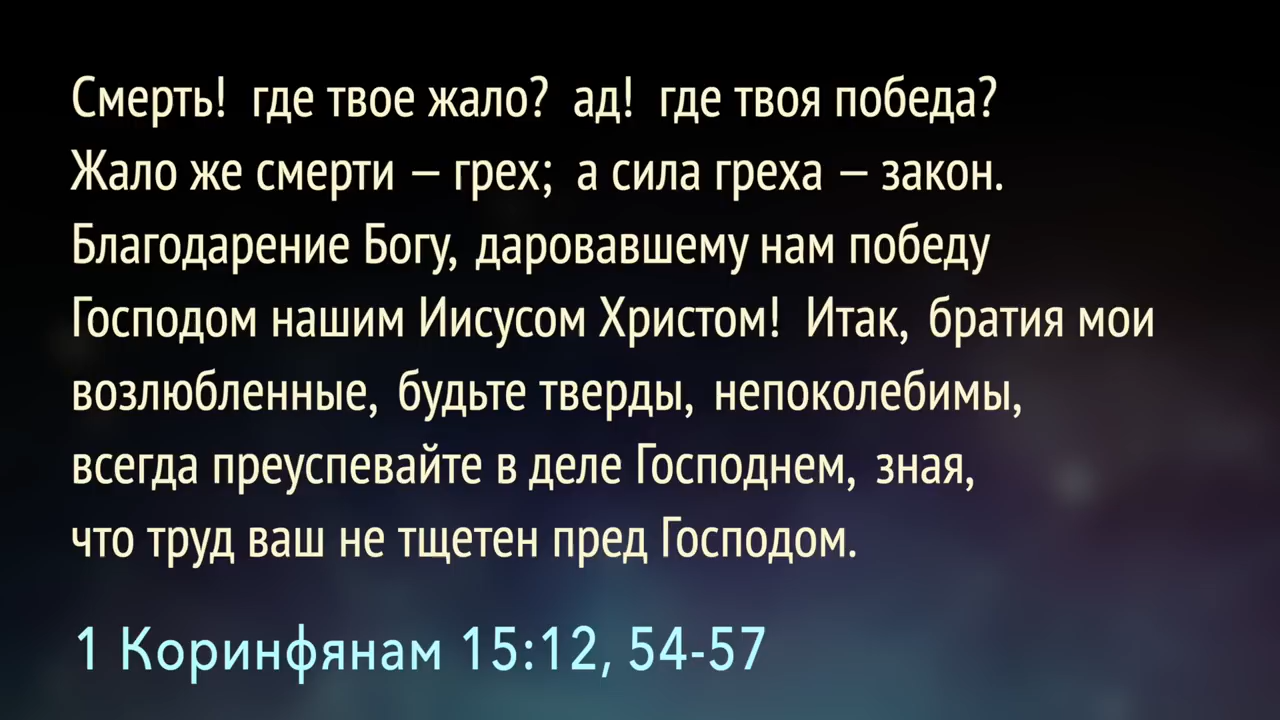 Смерть! где твое жало? ад! где твоя победа?
Жало же смерти – грех; а сила греха – закон.
Благодарение Богу, даровавшему нам победу
Господом нашим Иисусом Христом! Итак, братия мои
возлюбленные, будьте тверды, непоколебимы,
всегда преуспевайте в деле Господнем, зная,
что труд ваш не тщетен пред Господом.
1 Коринфянам 15:12, 54-57